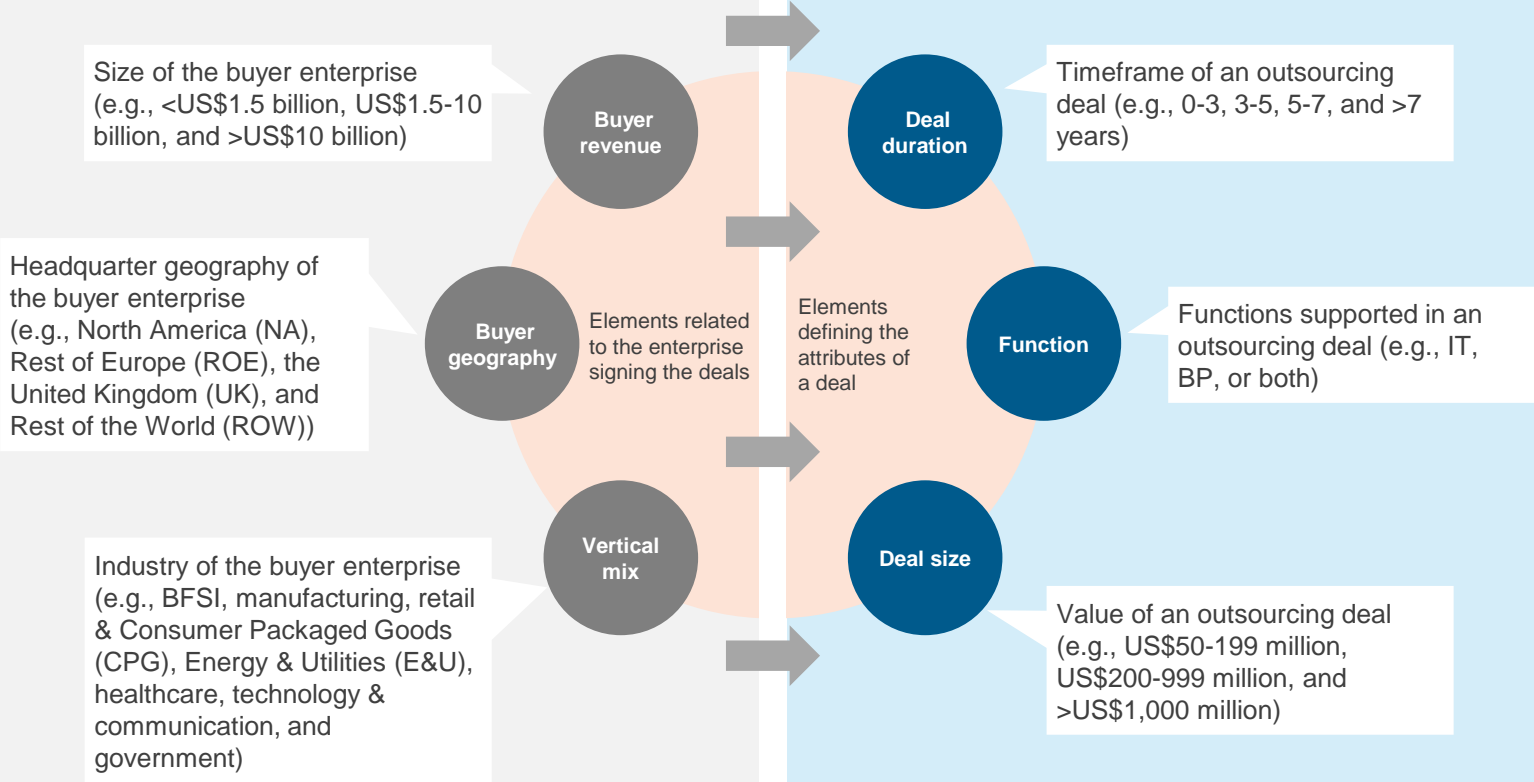 Size of the buyer enterprise
(e.g., <US$1.5 billion, US$1.5-10
billion, and >US$10 billion)
Buyer
revenue
Headquarter geography of
the buyer enterprise
(e.g., North America (NA),
Rest of Europe (ROE), the
United Kingdom (UK), and
Rest of the World (ROW))
Buyer
geography
Elements related
to the enterprise
signing the deals
Industry of the buyer enterprise
(e.g., BFSI, manufacturing, retail
& Consumer Packaged Goods
(CPG), Energy & Utilities (E&U),
healthcare, technology &
communication, and
government)
Vertical
mix
Deal
duration
Timeframe of an outsourcing
deal (e.g., 0-3, 3-5, 5-7, and >7
years)
Elements
defining the
attributes of
a deal
Function
Functions supported in an
outsourcing deal (e.g., IT,
BP, or both)
Deal size
Value of an outsourcing deal
(e.g., US$50-199 million,
US$200-999 million, and
>US$1,000 million)